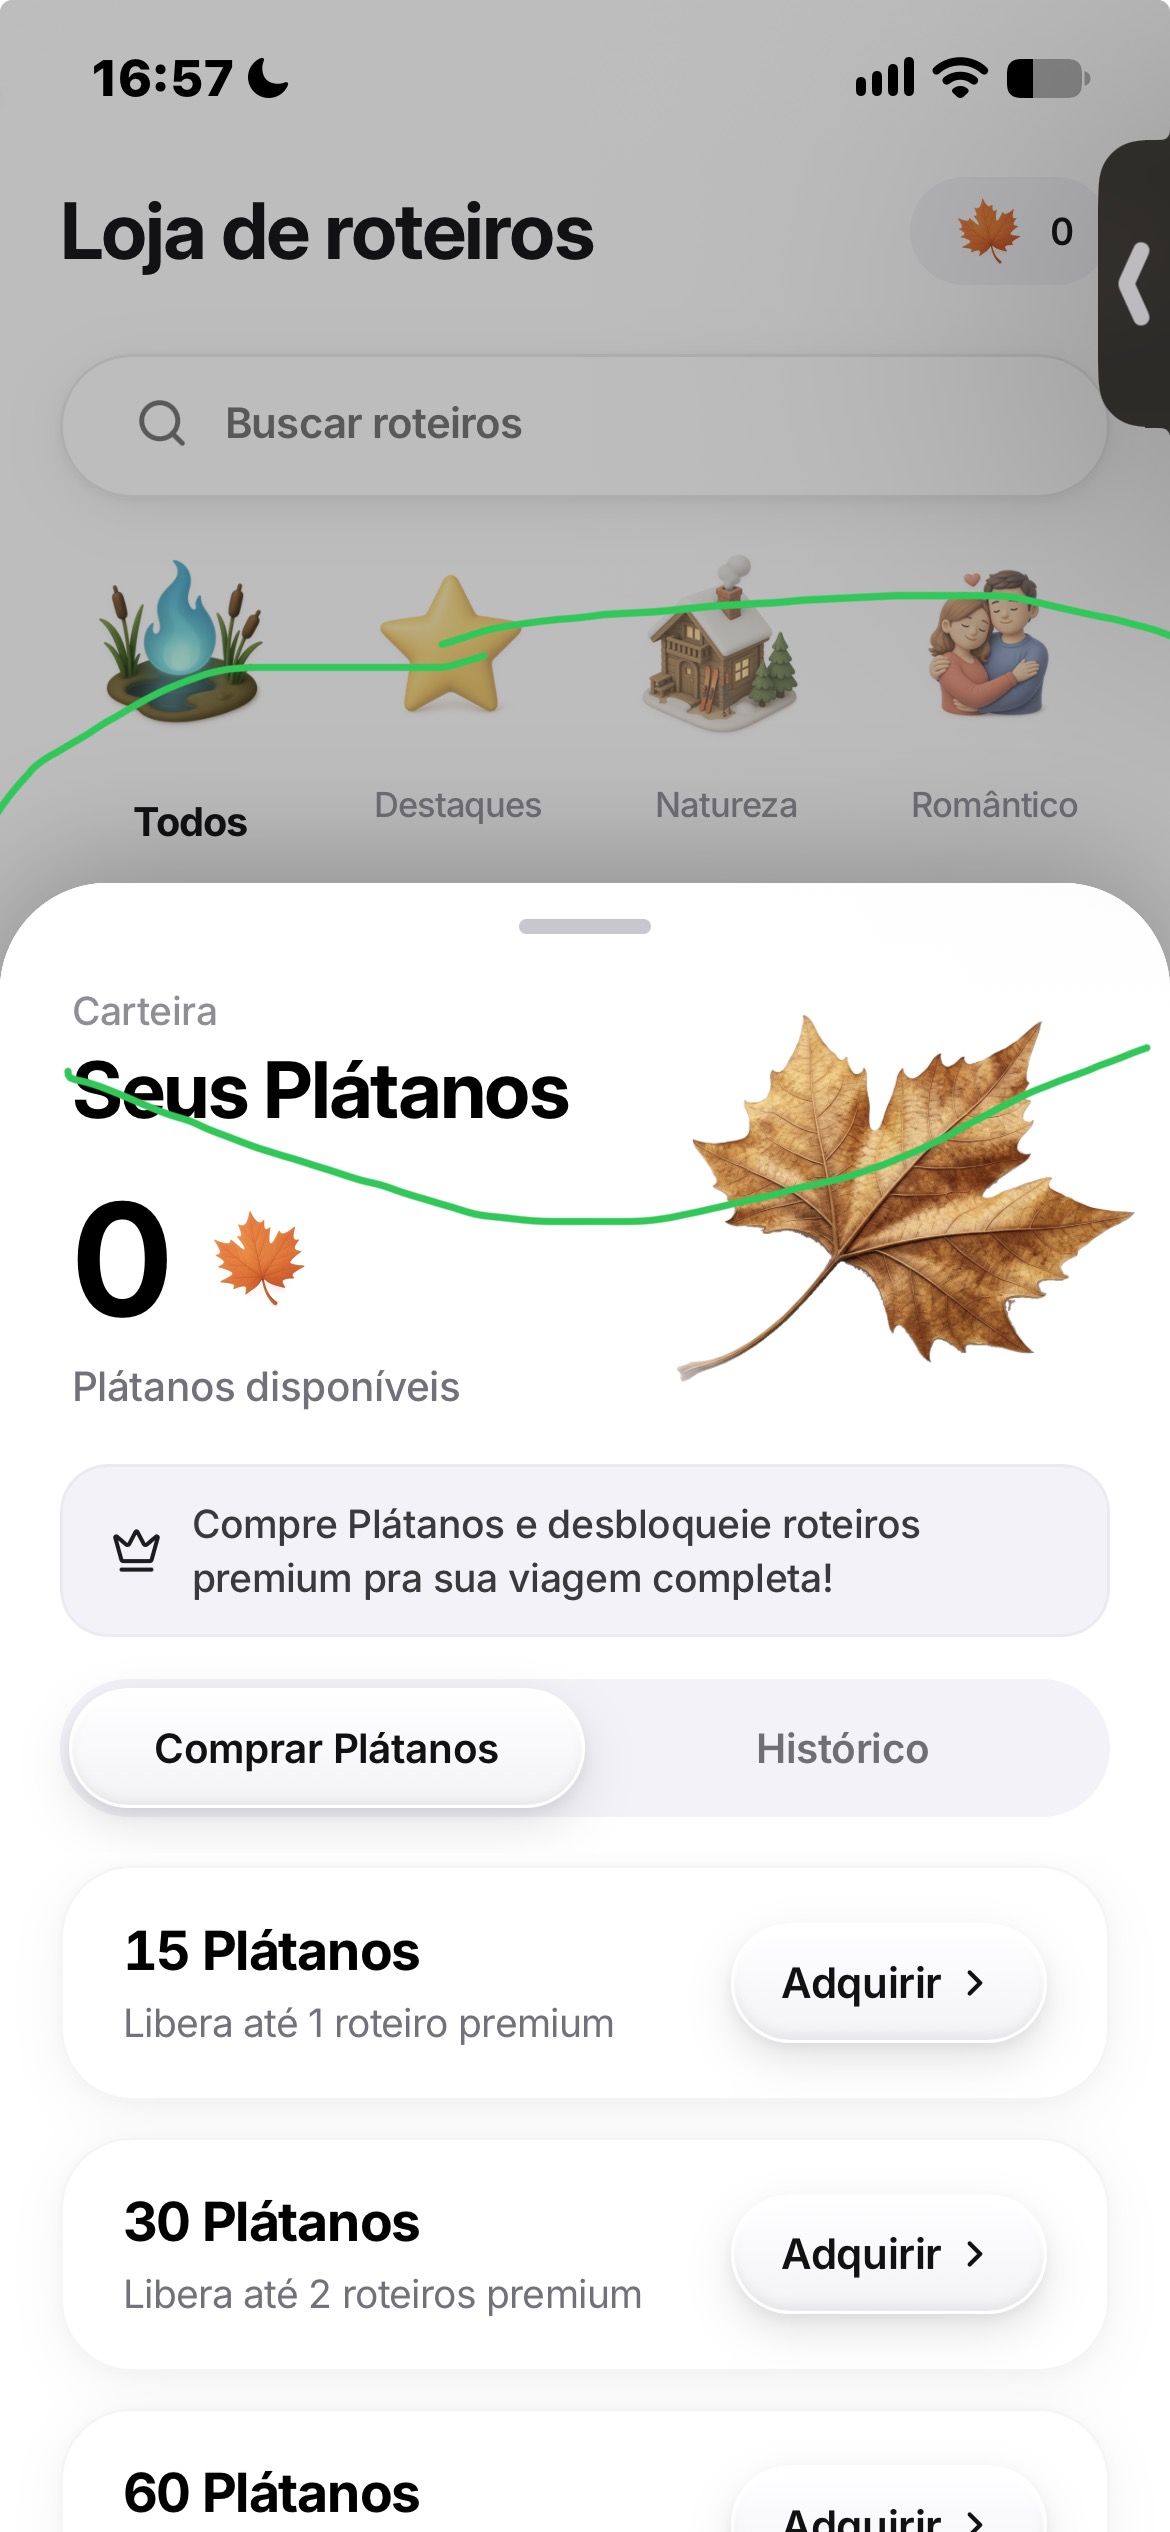 16:57
Loja de roteiros
0
Buscar roteiros
Todos
Destaques
Natureza
Romântico
Carteira
Seus Plátanos
0
Plátanos disponíveis
Compre Plátanos e desbloqueie roteiros
premium pra sua viagem completa!
Comprar Plátanos
Histórico
15 Plátanos
Libera até 1 roteiro premium
Adquirir
30 Plátanos
Libera até 2 roteiros premium
Adquirir
60 Plátanos
Adquirir